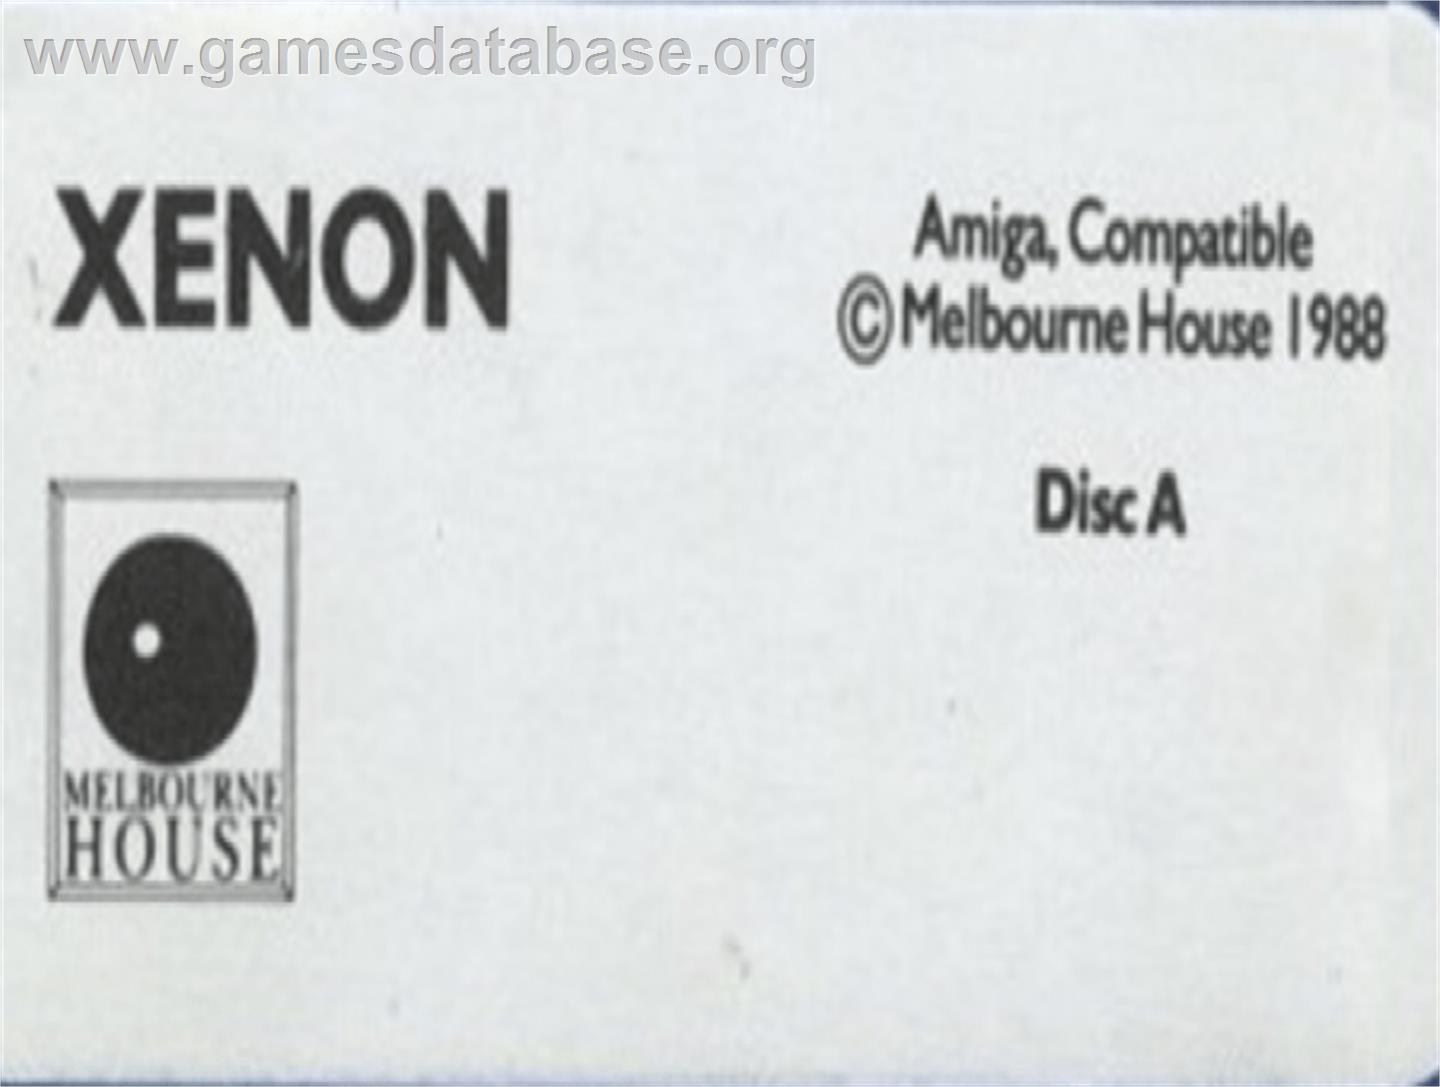 www.gamesdatabase.org
XENON
Amiga, Compatible
© Melbourne House 1988
Disc A
MELBOURNE
HOUSE